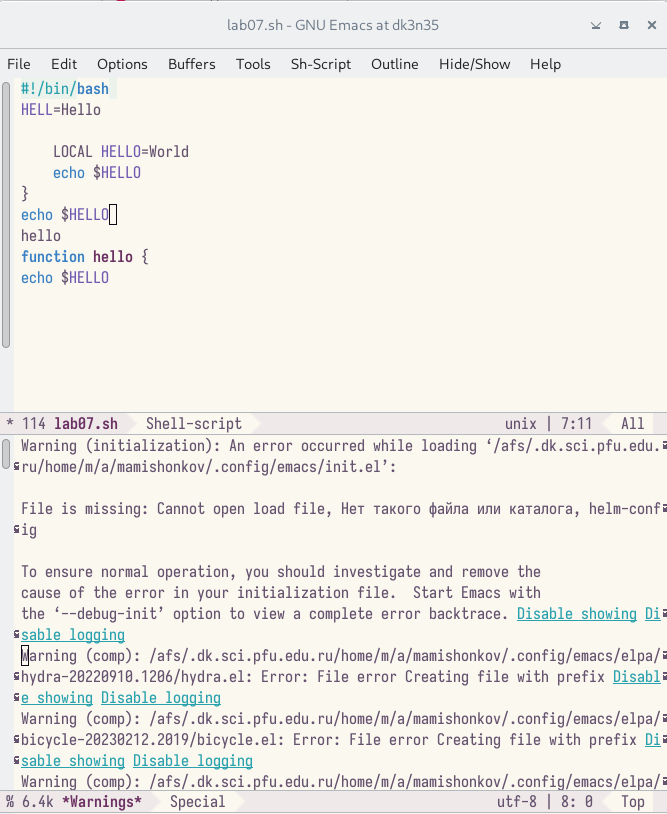 lab07.sh - GNU Emacs at dk3n35
File Edit Options Buffers Tools Sh-Script Outline Hide/Show Help
#!/bin/bash
HELL=Hello
LOCAL HELLO=World
echo $HELLO
}
echo $HELLO
hello
function hello {
echo $HELLO
* 114 lab07.sh Shell-script unix | 7:11 All
Warning (initialization): An error occurred while loading ‘/afs/.dk.sci.pfu.edu.
ru/home/m/a/mamishonkov/.config/emacs/init.el’:
File is missing: Cannot open load file, Нет такого файла или каталога, helm-conf
ig
To ensure normal operation, you should investigate and remove the
cause of the error in your initialization file.  Start Emacs with
the ‘--debug-init’ option to view a complete error backtrace. Disable showing Di
sable logging
Warning (comp): /afs/.dk.sci.pfu.edu.ru/home/m/a/mamishonkov/.config/emacs/elpa/
hydra-20220910.1206/hydra.el: Error: File error Creating file with prefix Disabl
e showing Disable logging
Warning (comp): /afs/.dk.sci.pfu.edu.ru/home/m/a/mamishonkov/.config/emacs/elpa/
bicycle-20230212.2019/bicycle.el: Error: File error Creating file with prefix Di
sable showing Disable logging
Warning (comp): /afs/.dk.sci.pfu.edu.ru/home/m/a/mamishonkov/.config/emacs/elpa/
% 6.4k *Warnings* Special utf-8 | 8: 0 Top